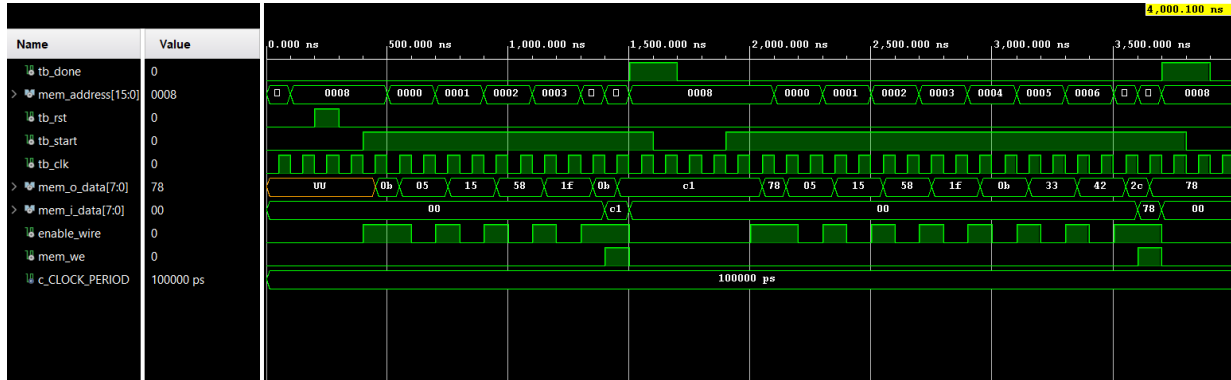 4,000.100 ns
Name Value
0.000 ns 500.000 ns 1,000.000 ns 1,500.000 ns 2,000.000 ns 2,500.000 ns 3,000.000 ns 3,500.000 ns
tb_done 0
mem_address[15:0] 0008 0008 0000 0001 0002 0003 0008 0000 0001 0002 0003 0004 0005 0006 0008
tb_rst 0
tb_start 0
tb_clk 0
mem_o_data[7:0] 78 UU 0b 05 15 58 1f 0b c1 78 05 15 58 1f 0b 33 42 2c 78
mem_i_data[7:0] 00 00 c1 00 78 00
enable_wire 0
mem_we 0
c_CLOCK_PERIOD 100000 ps 100000 ps